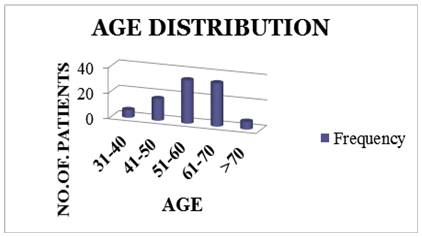 AGE DISTRIBUTION
NO.OF.PATIENTS
40
20
0
31-40
41-50
51-60
61-70
>70
AGE
Frequency